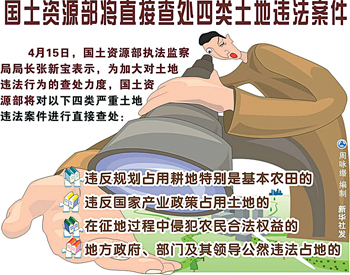 国土资源部将直接查处四类土地违法案件
4月15日，国土资源部执法监察
局局长张新宝表示，为加大对土地
违法行为的查处力度，国土资
源部将对以下四类严重土地
违法案件进行直接查处：
违反规划占用耕地特别是基本农田的
违反国家产业政策占用土地的
在征地过程中侵犯农民合法权益的
地方政府、部门及其领导公然违法占地的
周咏缗 编制
新华社发